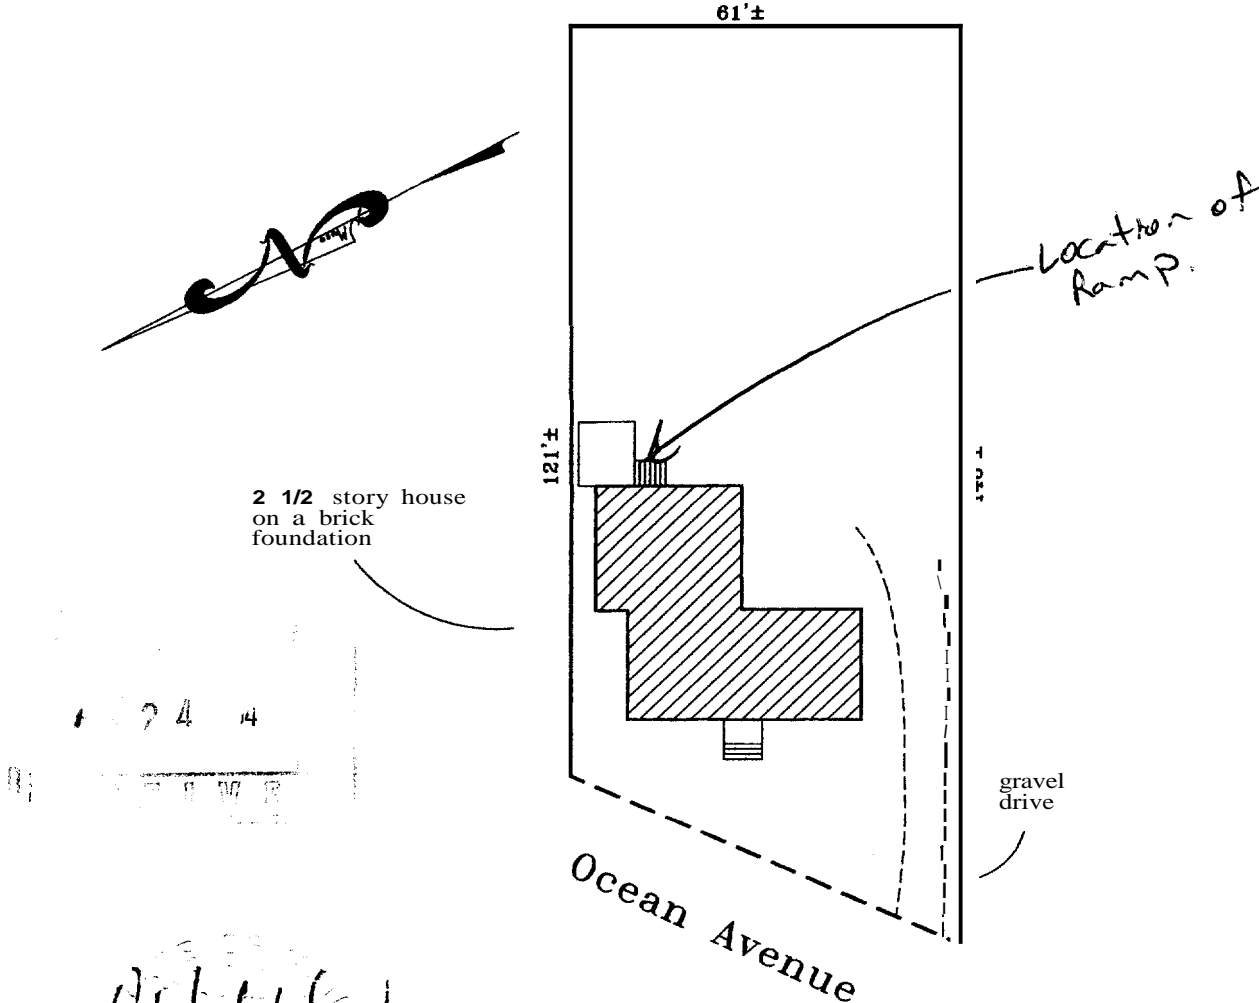 61'±
N
Location of
Ramp.
121'±
2 1/2 story house
on a brick
foundation
gravel
drive
Ocean Avenue